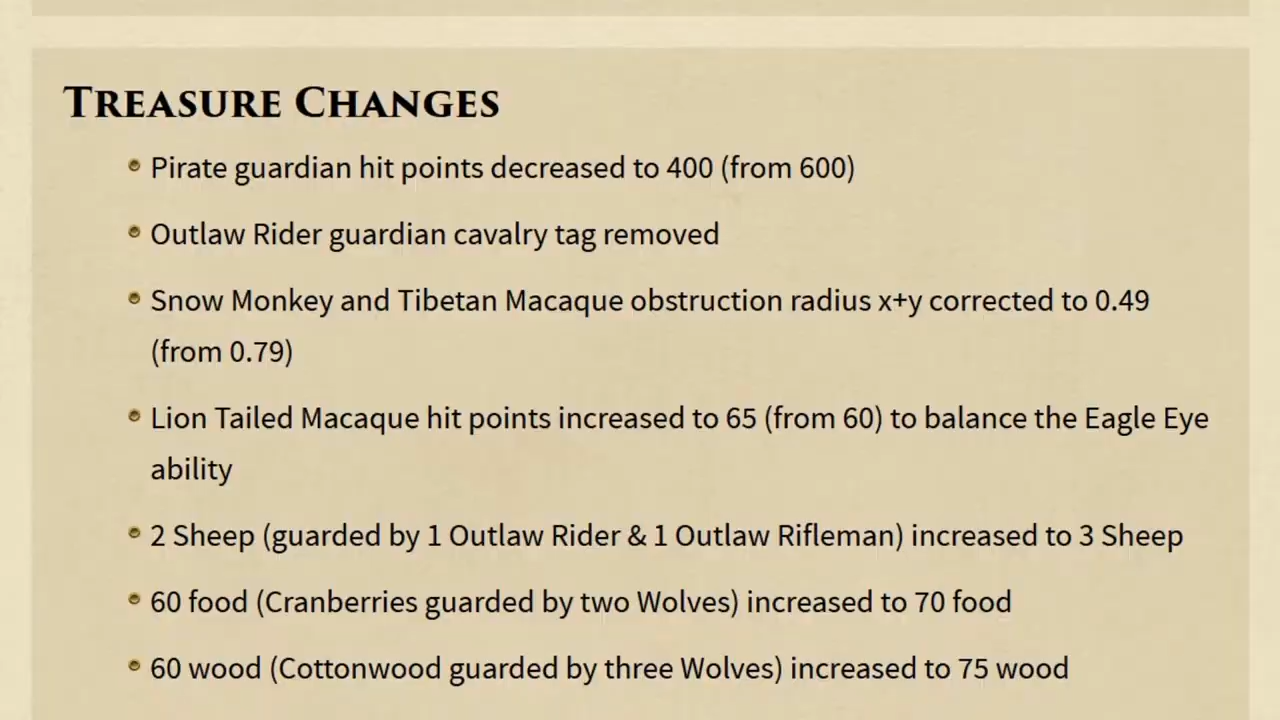 Treasure Changes
Pirate guardian hit points decreased to 400 (from 600)
Outlaw Rider guardian cavalry tag removed
Snow Monkey and Tibetan Macaque obstruction radius x+y corrected to 0.49
(from 0.79)
Lion Tailed Macaque hit points increased to 65 (from 60) to balance the Eagle Eye
ability
2 Sheep (guarded by 1 Outlaw Rider & 1 Outlaw Rifleman) increased to 3 Sheep
60 food (Cranberries guarded by two Wolves) increased to 70 food
60 wood (Cottonwood guarded by three Wolves) increased to 75 wood